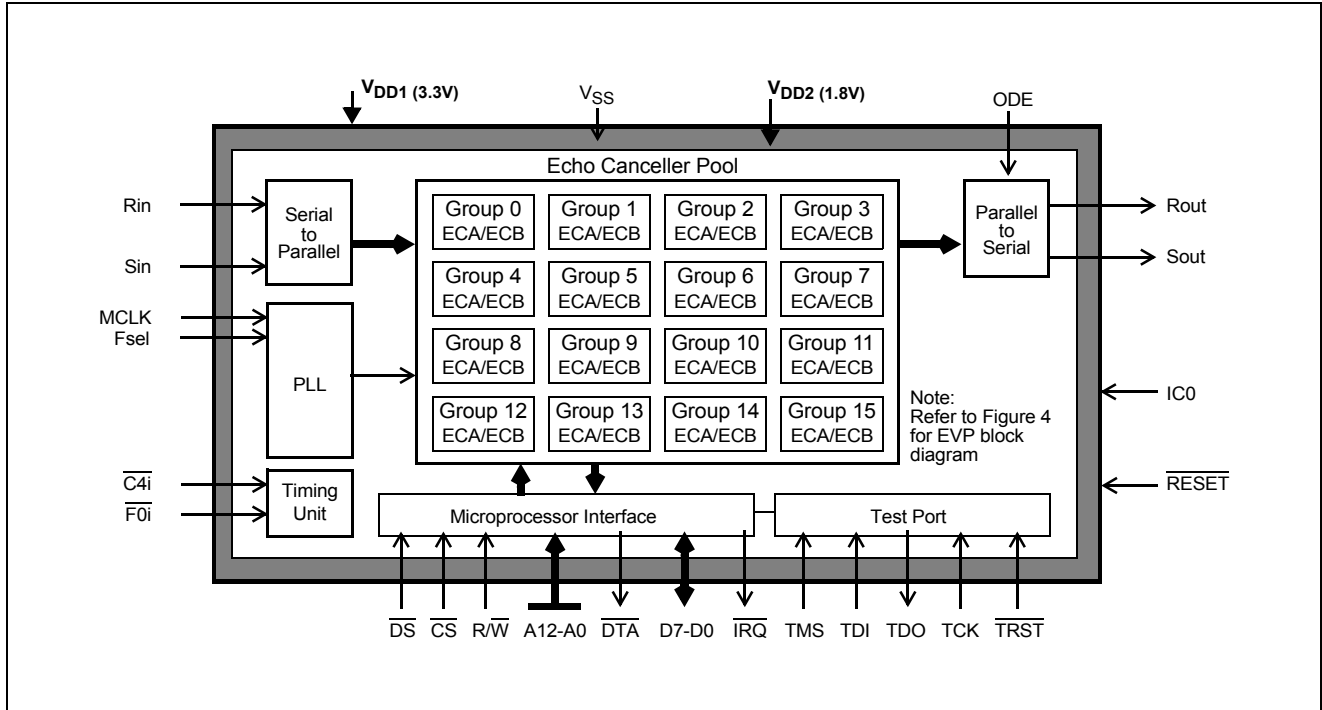 VDD1 (3.3V)
VSS
VDD2 (1.8V)
ODE
Echo Canceller Pool
Rin
Sin
MCLK
Fsel
C4i
F0i
Serial
to
Parallel
PLL
Timing
Unit
Group 0
ECA/ECB
Group 1
ECA/ECB
Group 2
ECA/ECB
Group 3
ECA/ECB
Group 4
ECA/ECB
Group 5
ECA/ECB
Group 6
ECA/ECB
Group 7
ECA/ECB
Group 8
ECA/ECB
Group 9
ECA/ECB
Group 10
ECA/ECB
Group 11
ECA/ECB
Group 12
ECA/ECB
Group 13
ECA/ECB
Group 14
ECA/ECB
Group 15
ECA/ECB
Parallel
to
Serial
Rout
Sout
Note:
Refer to Figure 4
for EVP block
diagram
IC0
RESET
Microprocessor Interface
Test Port
DS
CS
R/W
A12-A0
DTA
D7-D0
IRQ
TMS
TDI
TDO
TCK
TRST